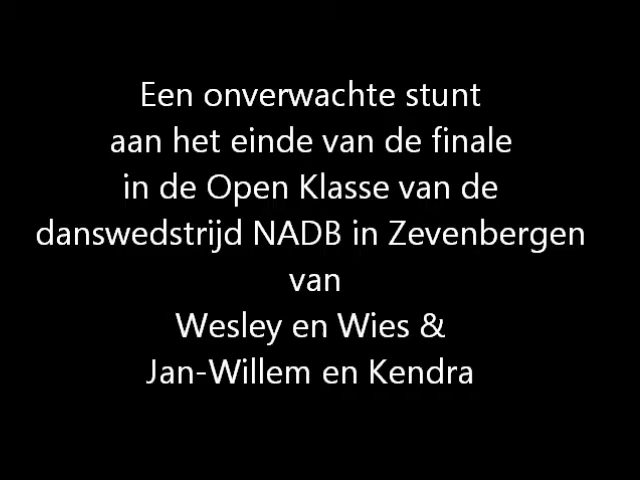 Een onverwachte stunt
aan het einde van de finale
in de Open Klasse van de
danswedstrijd NADB in Zevenbergen
van
Wesley en Wies &
Jan-Willem en Kendra